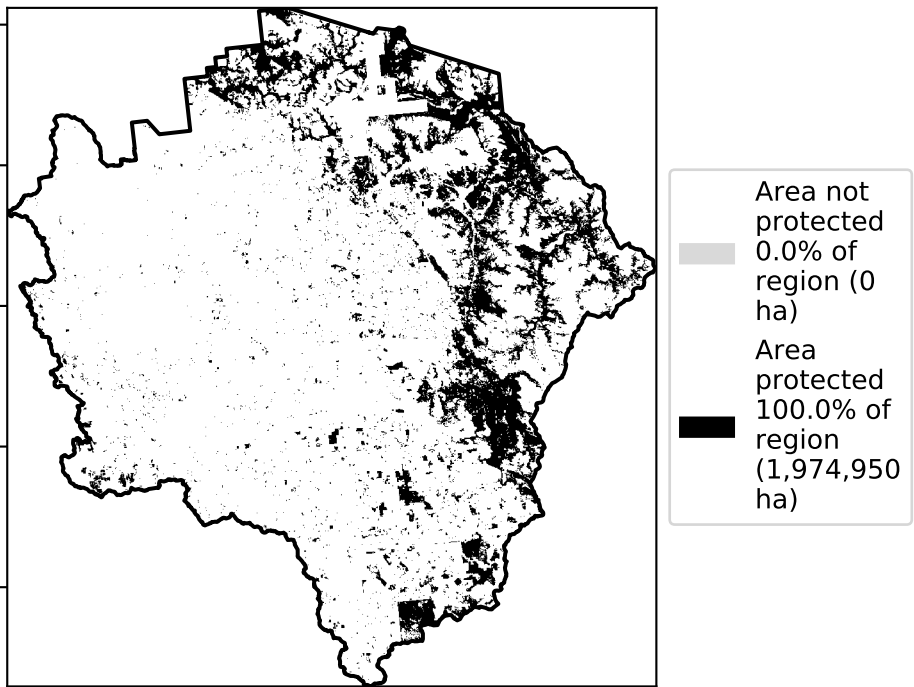 Area not
protected
0.0% of
region (0
ha)
Area
protected
100.0% of
region
(1,974,950
ha)